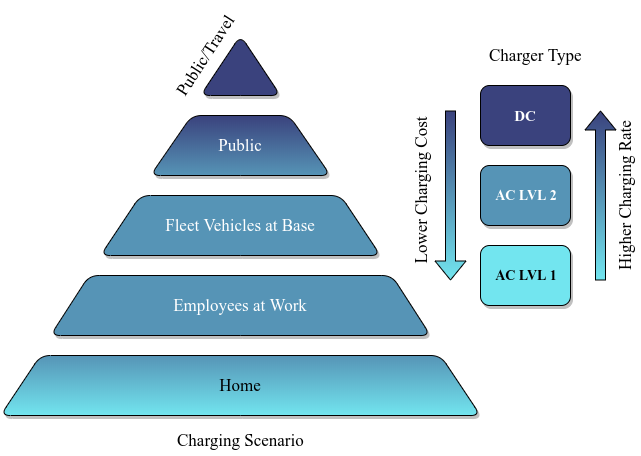 Public/Travel
Public
Fleet Vehicles at Base
Employees at Work
Home
Charging Scenario
Charger Type
Lower Charging Cost
DC
AC LVL 2
AC LVL 1
Higher Charging Rate